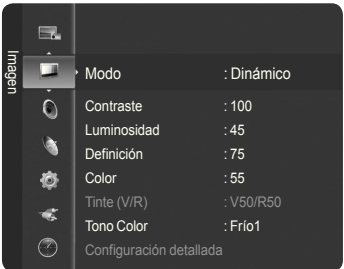 Imagen
Modo : Dinámico
Contraste : 100
Luminosidad : 45
Definición : 75
Color : 55
Tinte (V/R) : V50/R50
Tono Color : Frío1
Configuración detallada